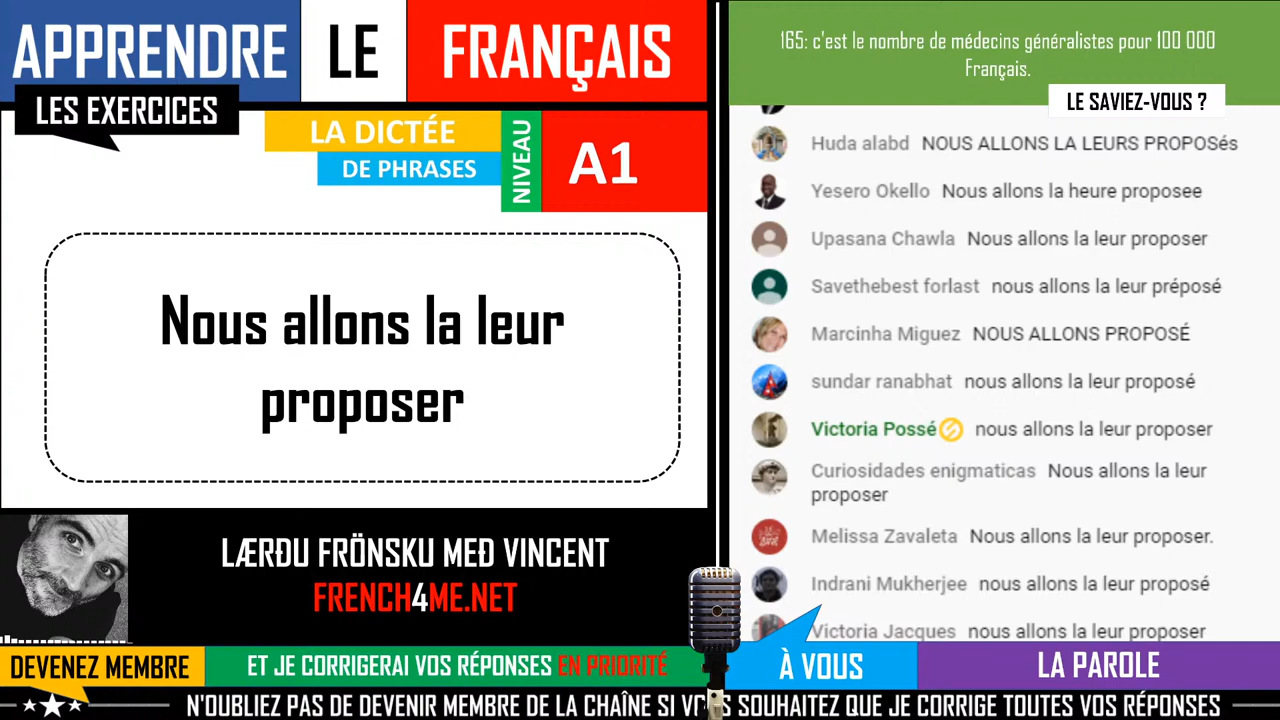 APPRENDRE LE FRANÇAIS
LES EXERCICES
LA DICTÉE
DE PHRASES
NIVEAU
A1
Nous allons la leur
proposer
LÆRÐU FRÖNSKU MEÐ VINCENT
FRENCH4ME.NET
DEVENEZ MEMBRE
ET JE CORRIGERAI VOS RÉPONSES EN PRIORITÉ
165: c'est le nombre de médecins généralistes pour 100 000
Français.
LE SAVIEZ-VOUS ?
Huda alabd NOUS ALLONS LA LEURS PROPOSés
Yesero Okello Nous allons la heure proposee
Upasana Chawla Nous allons la leur proposer
Savethebest forlast nous allons la leur préposé
Marcinha Miguez NOUS ALLONS PROPOSÉ
sundar ranabhat nous allons la leur proposé
Victoria Possé nous allons la leur proposer
Curiosidades enigmaticas Nous allons la leur
proposer
Melissa Zavaleta Nous allons la leur proposer.
Indrani Mukherjee nous allons la leur proposé
Victoria Jacques nous allons la leur proposer
À VOUS
LA PAROLE
N'OUBLIEZ PAS DE DEVENIR MEMBRE DE LA CHAÎNE SI VOUS SOUHAITEZ QUE JE CORRIGE TOUTES VOS RÉPONSES